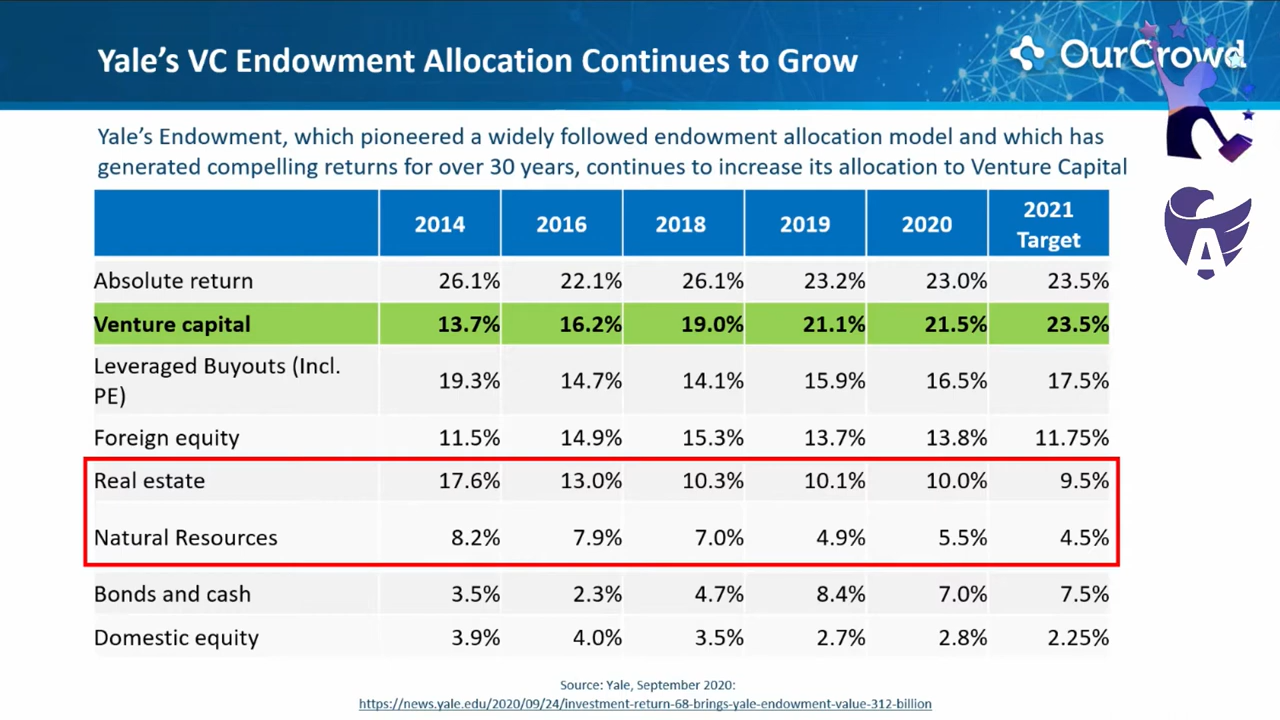 Yale's VC Endowment Allocation Continues to Grow
OurCrowd
Yale's Endowment, which pioneered a widely followed endowment allocation model and which has
generated compelling returns for over 30 years, continues to increase its allocation to Venture Capital
2014 2016 2018 2019 2020 2021 Target
Absolute return 26.1% 22.1% 26.1% 23.2% 23.0% 23.5%
Venture capital 13.7% 16.2% 19.0% 21.1% 21.5% 23.5%
Leveraged Buyouts (Incl. PE) 19.3% 14.7% 14.1% 15.9% 16.5% 17.5%
Foreign equity 11.5% 14.9% 15.3% 13.7% 13.8% 11.75%
Real estate 17.6% 13.0% 10.3% 10.1% 10.0% 9.5%
Natural Resources 8.2% 7.9% 7.0% 4.9% 5.5% 4.5%
Bonds and cash 3.5% 2.3% 4.7% 8.4% 7.0% 7.5%
Domestic equity 3.9% 4.0% 3.5% 2.7% 2.8% 2.25%
Source: Yale, September 2020:
https://news.yale.edu/2020/09/24/investment-return-68-brings-yale-endowment-value-312-billion
A